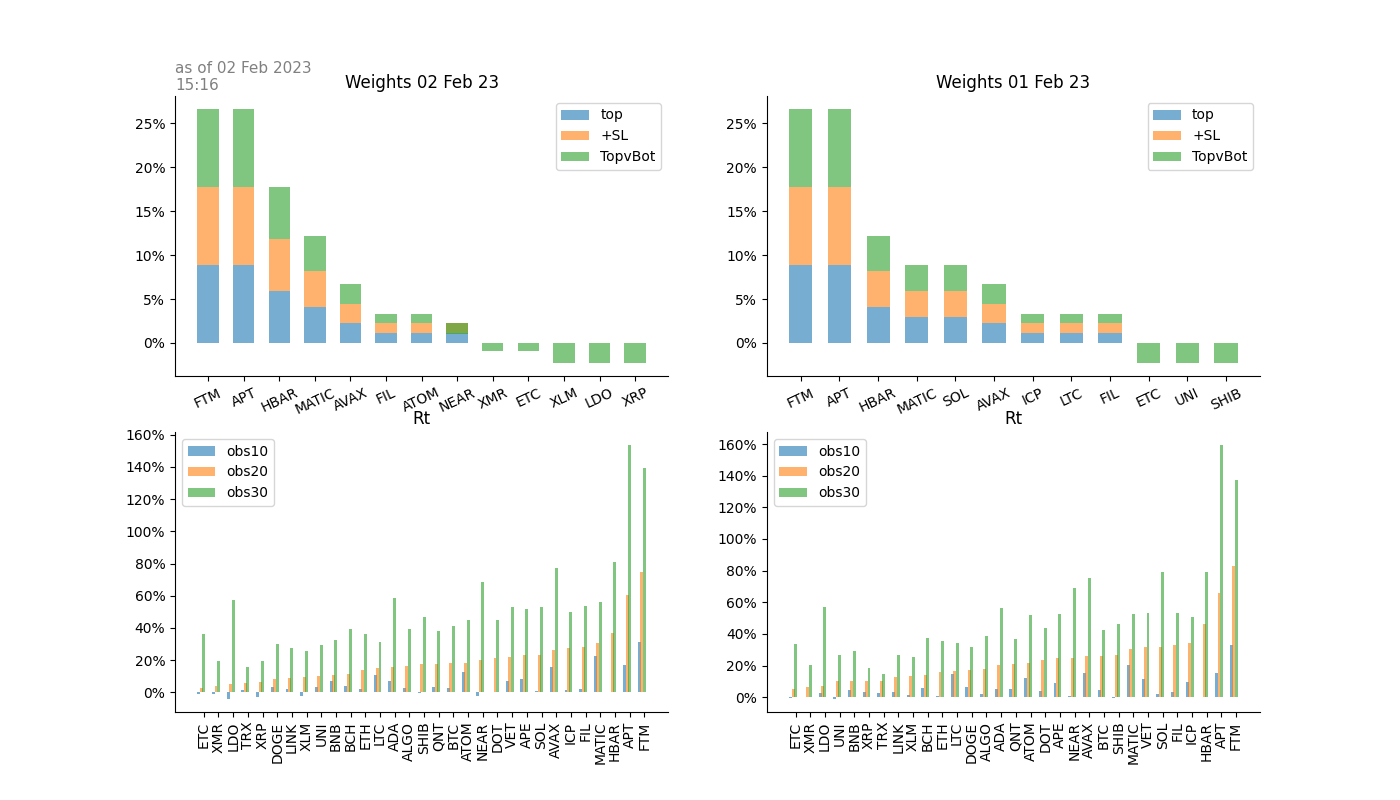 as of 02 Feb 2023
15:16
Weights 02 Feb 23
25%
20%
15%
10%
5%
0%
top
+SL
TopvBot
FTM APT HBAR MATIC AVAX FIL ATOM NEAR XMR ETC XLM LDO XRP
Weights 01 Feb 23
25%
20%
15%
10%
5%
0%
top
+SL
TopvBot
FTM APT HBAR MATIC SOL AVAX ICP LTC FIL ETC UNI SHIB
Rt
160%
140%
120%
100%
80%
60%
40%
20%
0%
obs10
obs20
obs30
ETC XMR LDO TRX XRP DOGE LINK XLM UNI BNB BCH ETH LTC ADA ALGO SHIB QNT BTC ATOM NEAR DOT VET APE SOL AVAX ICP FIL MATIC HBAR APT FTM
Rt
160%
140%
120%
100%
80%
60%
40%
20%
0%
obs10
obs20
obs30
ETC XMR LDO UNI BNB XRP TRX LINK XLM BCH ETH LTC DOGE ALGO ADA QNT ATOM DOT APE NEAR AVAX BTC SHIB MATIC VET SOL FIL ICP HBAR APT FTM